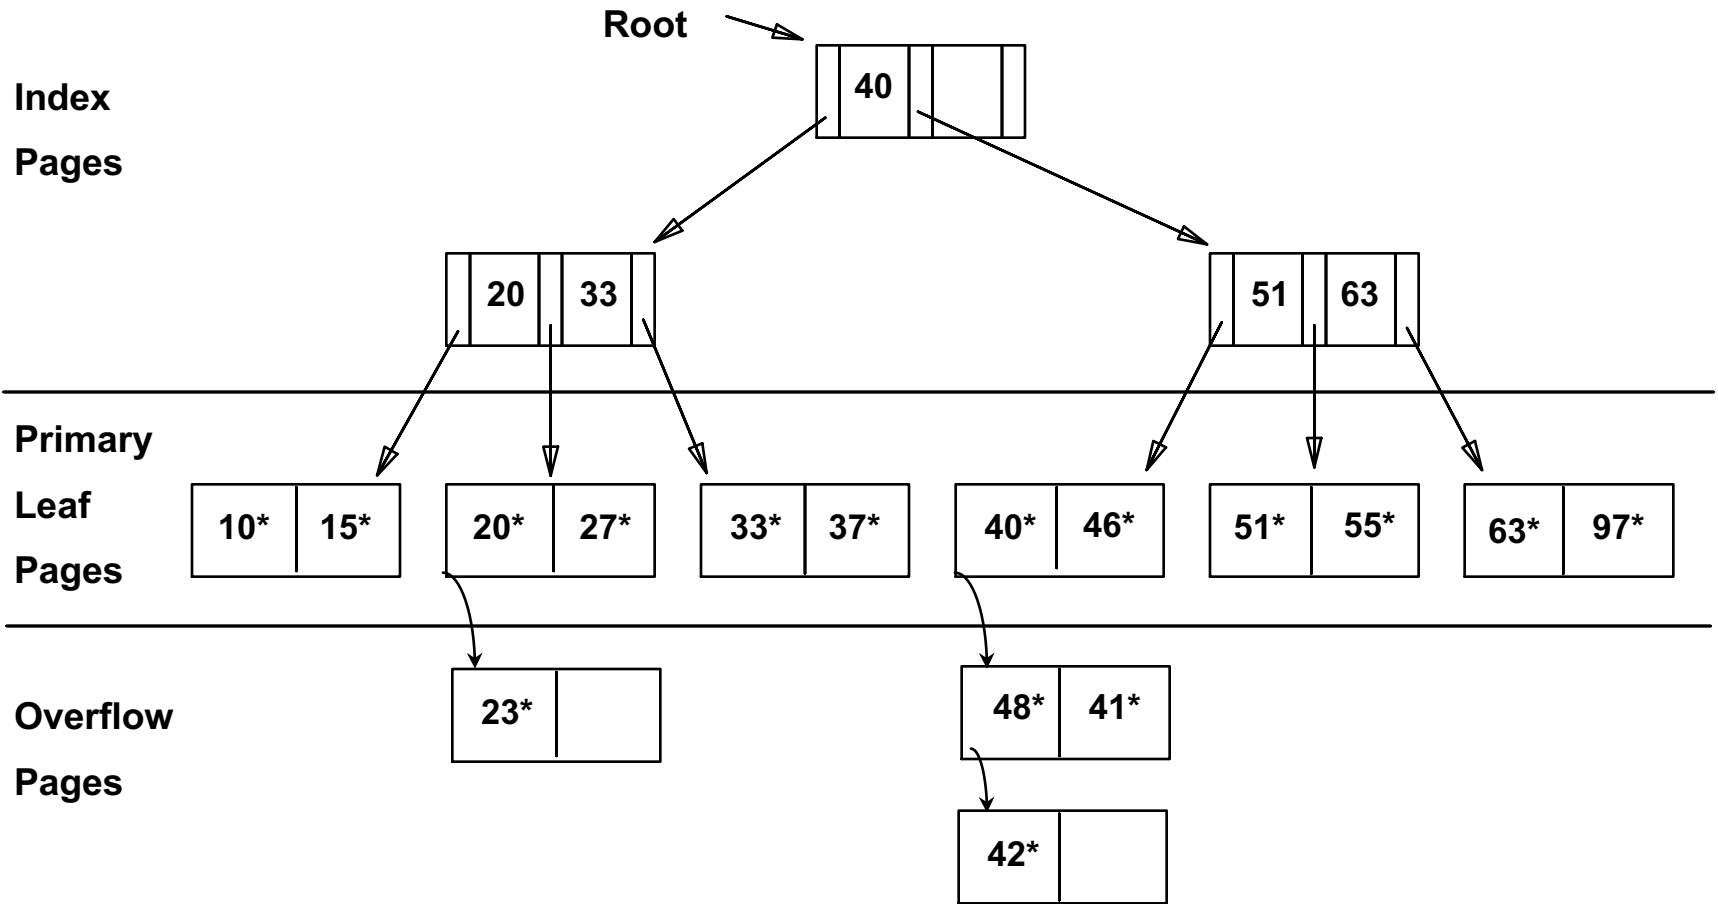 Root
40
Index
Pages
20 33 51 63
Primary
Leaf
Pages
10* 15* 20* 27* 33* 37* 40* 46* 51* 55* 63* 97*
23* 48* 41*
Overflow
Pages
42*